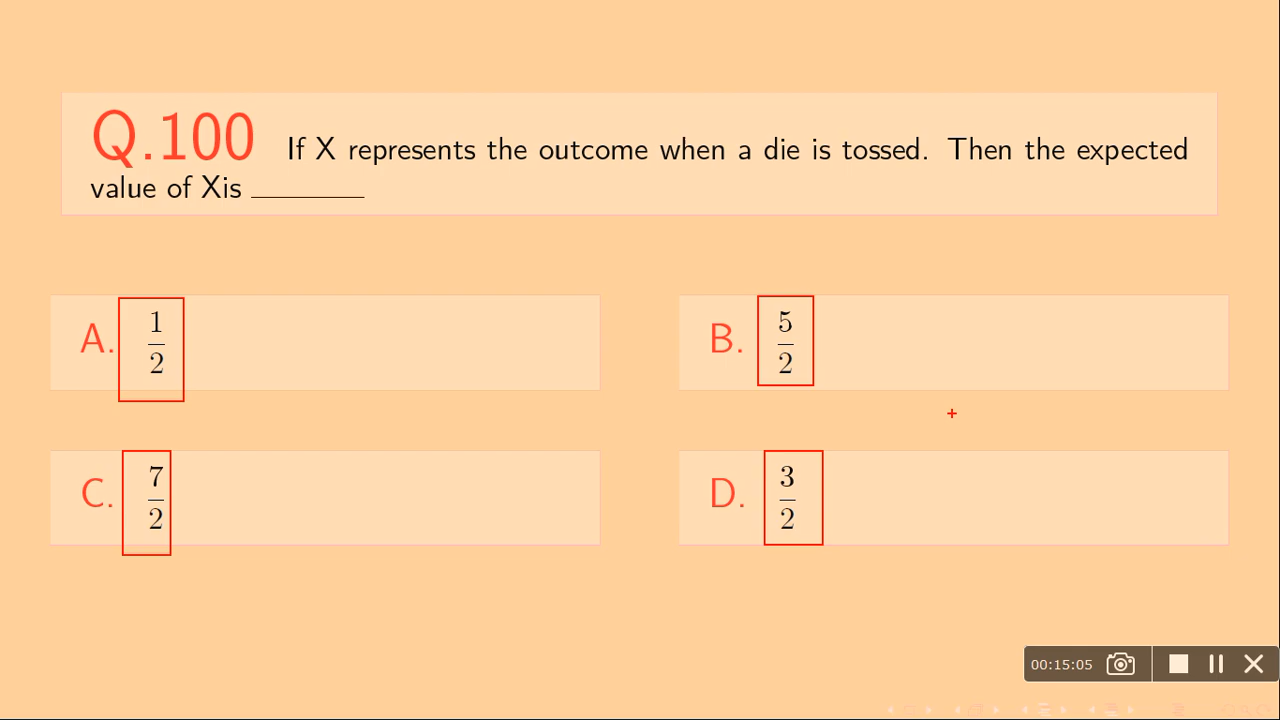 Q.100 If X represents the outcome when a die is tossed. Then the expected
value of Xis ________
A. 1/2
B. 5/2
C. 7/2
D. 3/2
00:15:05